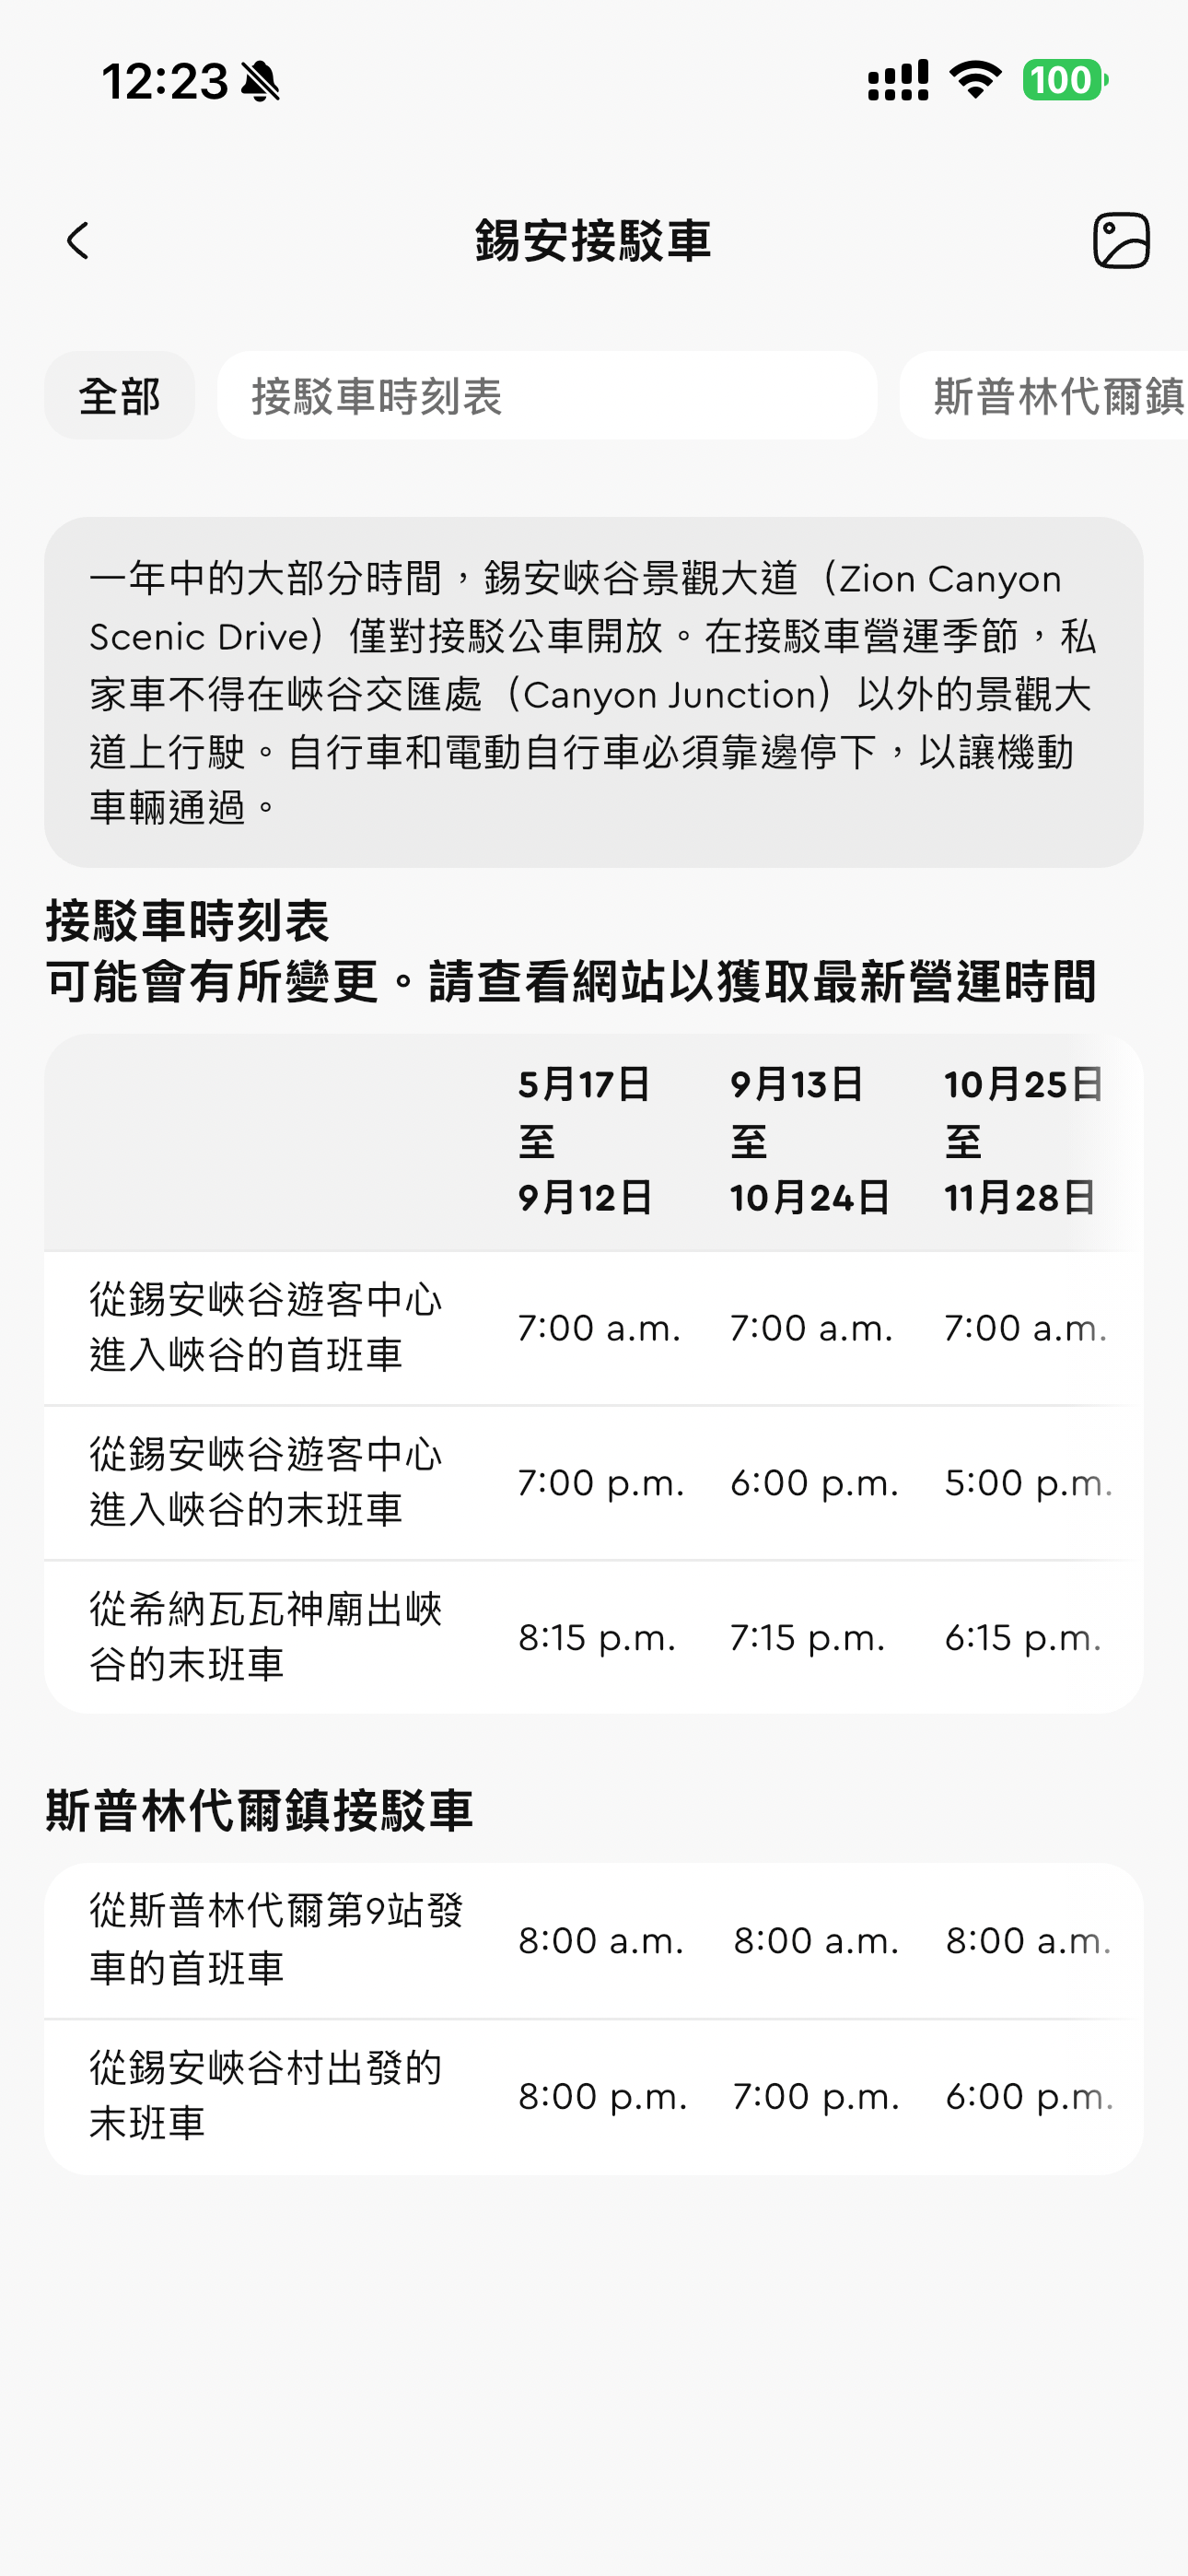 12:23
100
錫安接駁車
全部
接駁車時刻表
斯普林代爾鎮
一年中的大部分時間，錫安峽谷景觀大道（Zion Canyon
Scenic Drive）僅對接駁公車開放。在接駁車營運季節，私
家車不得在峽谷交匯處（Canyon Junction）以外的景觀大
道上行駛。自行車和電動自行車必須靠邊停下，以讓機動
車輛通過。
接駁車時刻表
可能會有所變更。請查看網站以獲取最新營運時間
5月17日 9月13日 10月25日
至 至 至
9月12日 10月24日 11月28日
從錫安峽谷遊客中心
進入峽谷的首班車
7:00 a.m. 7:00 a.m. 7:00 a.m.
從錫安峽谷遊客中心
進入峽谷的末班車
7:00 p.m. 6:00 p.m. 5:00 p.m.
從希納瓦瓦神廟出峽
谷的末班車
8:15 p.m. 7:15 p.m. 6:15 p.m.
斯普林代爾鎮接駁車
從斯普林代爾第9站發
車的首班車
8:00 a.m. 8:00 a.m. 8:00 a.m.
從錫安峽谷村出發的
末班車
8:00 p.m. 7:00 p.m. 6:00 p.m.